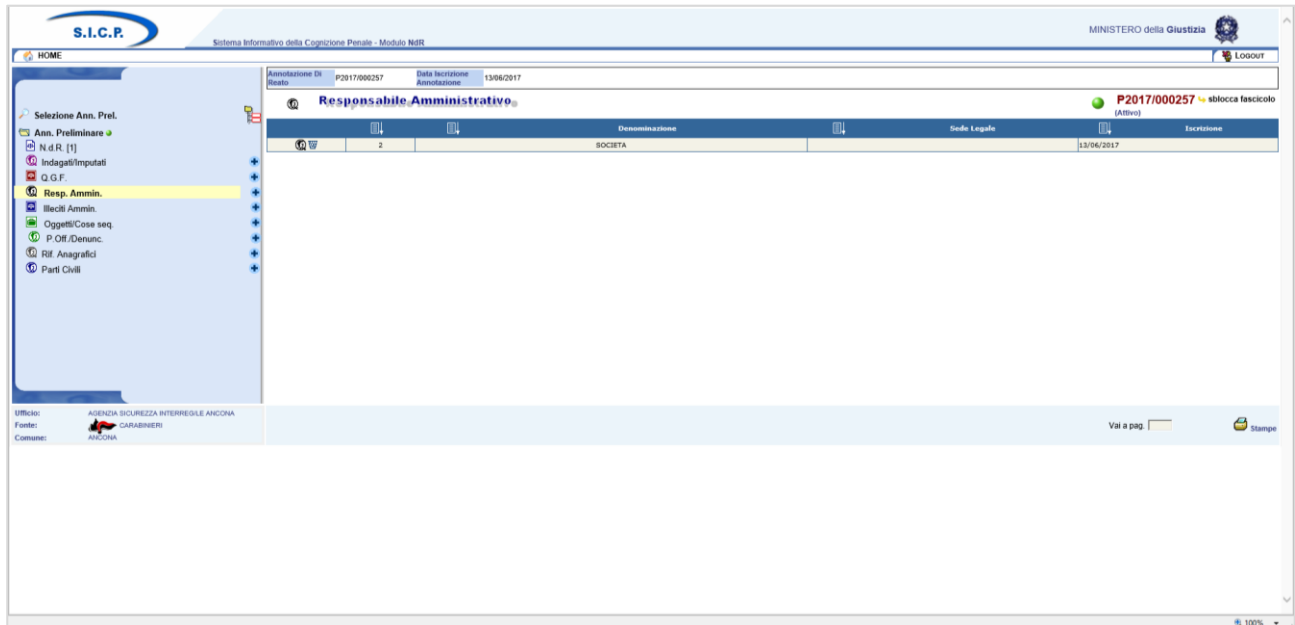 S.I.C.P.
Sistema Informativo della Cognizione Penale - Modulo NdR
MINISTERO della Giustizia
HOME
LOGOUT
Annotazione Di Reato P2017/000257 Data Iscrizione Annotazione 13/06/2017
Responsabile Amministrativo
P2017/000257 sblocca fascicolo
(Attivo)
Selezione Ann. Prel.
Ann. Preliminare
N.d.R. [1]
Indagati/Imputati
Q.G.F.
Resp. Ammin.
Illeciti Ammin.
Oggetti/Cose seq.
P.Off./Denunc.
Rif. Anagrafici
Parti Civili
Denominazione Sede Legale Iscrizione
2 SOCIETA 13/06/2017
Ufficio: AGENZIA SICUREZZA INTERREG\LE ANCONA
Fonte: CARABINIERI
Comune: ANCONA
Vai a pag. Stampe
100%